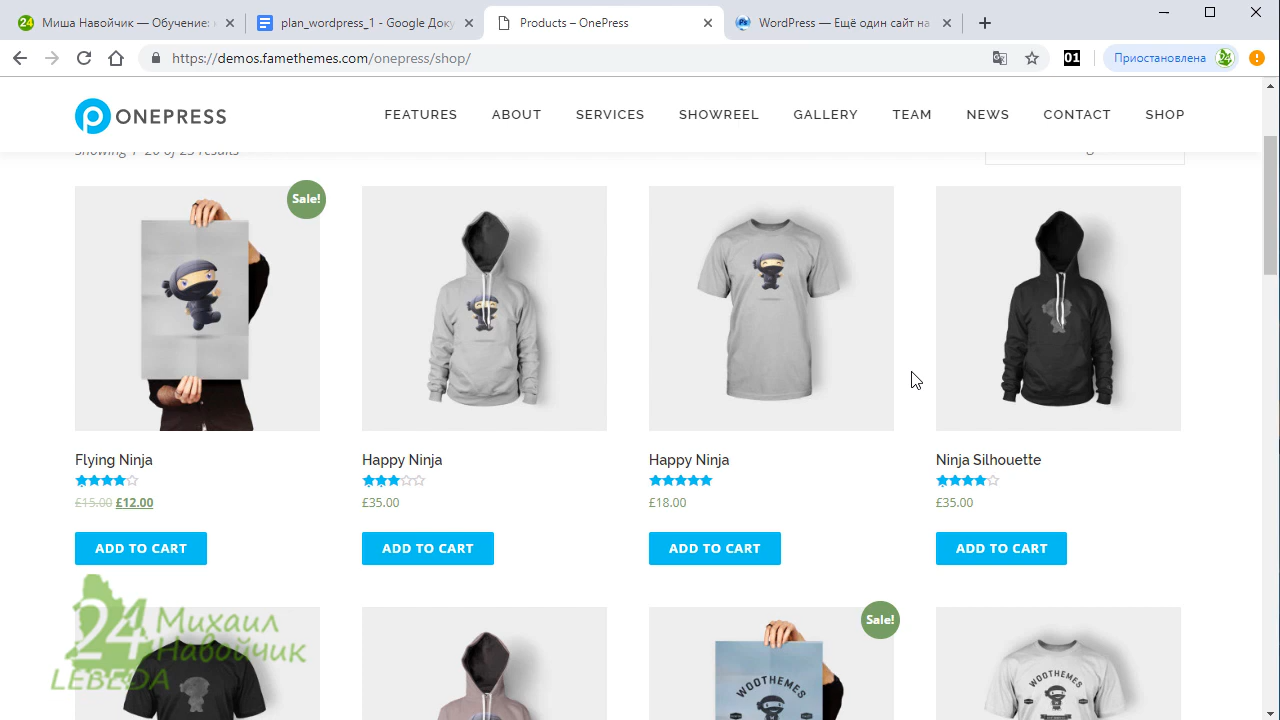 Миша Навойчик — Обучение:
plan_wordpress_1 - Google Доку
Products – OnePress
WordPress — Ещё один сайт на
https://demos.famethemes.com/onepress/shop/
01
Приостановлена
ONEPRESS
FEATURES
ABOUT
SERVICES
SHOWREEL
GALLERY
TEAM
NEWS
CONTACT
SHOP
Sale!
Flying Ninja
£15.00 £12.00
ADD TO CART
Happy Ninja
£35.00
ADD TO CART
Happy Ninja
£18.00
ADD TO CART
Ninja Silhouette
£35.00
ADD TO CART
Sale!
WOOTHEMES
WOOTHEMES
24 Михаил
Навойчик
LEBEDA